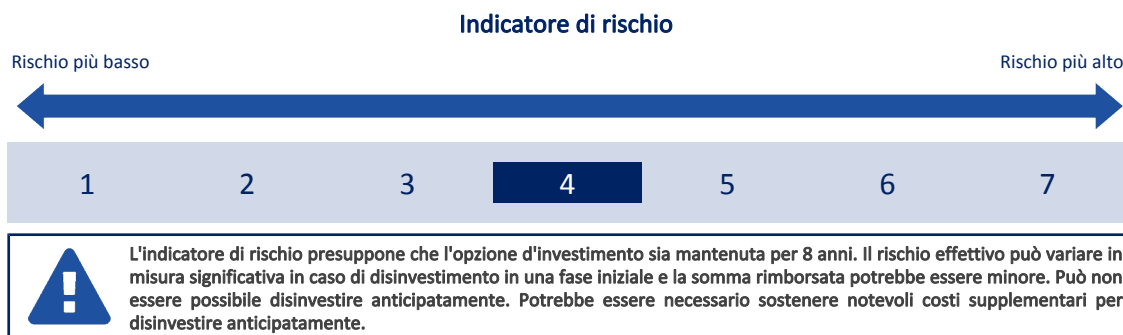 Indicatore di rischio
Rischio più basso
Rischio più alto
1 2 3 4 5 6 7
L'indicatore di rischio presuppone che l'opzione d'investimento sia mantenuta per 8 anni. Il rischio effettivo può variare in
misura significativa in caso di disinvestimento in una fase iniziale e la somma rimborsata potrebbe essere minore. Può non
essere possibile disinvestire anticipatamente. Potrebbe essere necessario sostenere notevoli costi supplementari per
disinvestire anticipatamente.